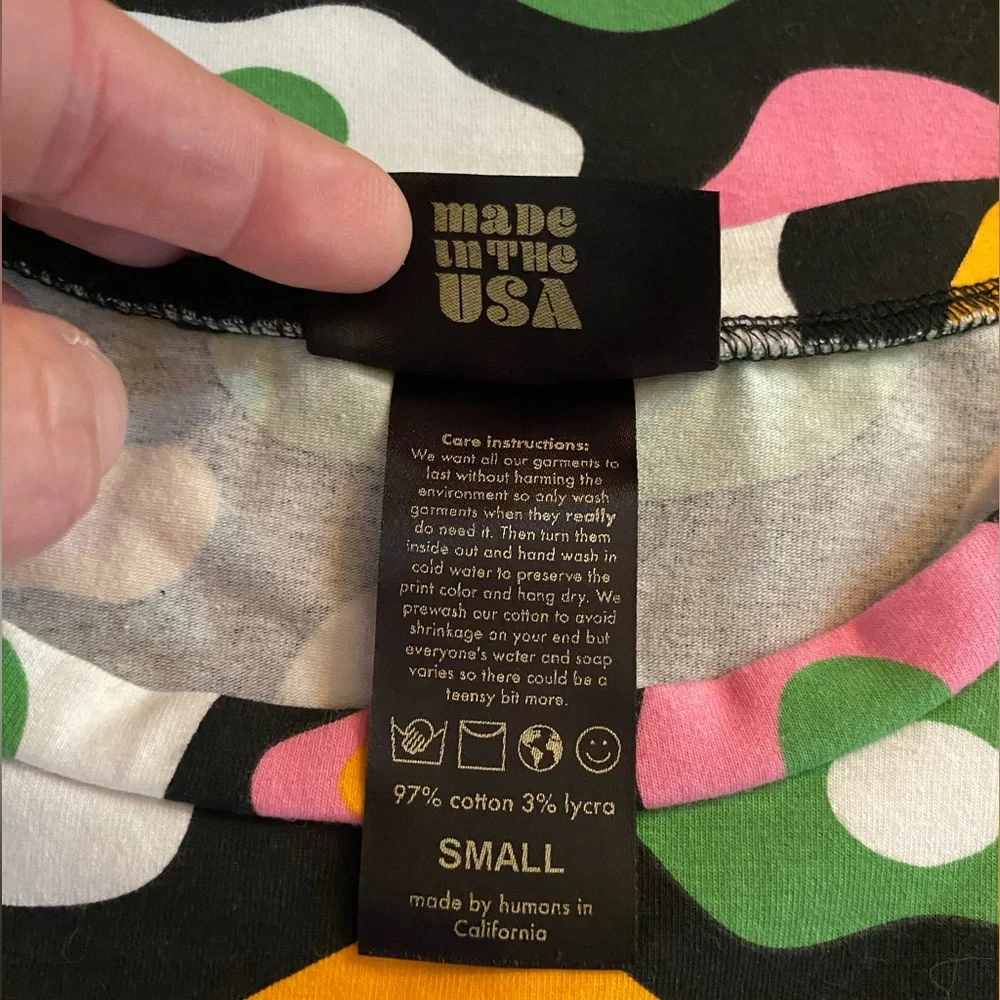 made
in the
USA
Care instructions:
We want all our garments to
last without harming the
environment so only wash
garments when they really
do need it. Then turn them
inside out and hand wash in
cold water to preserve the
print color and hang dry. We
prewash our cotton to avoid
shrinkage on your end but
everyone's water and soap
varies so there could be a
teensy bit more.
97% cotton 3% lycra
SMALL
made by humans in
California